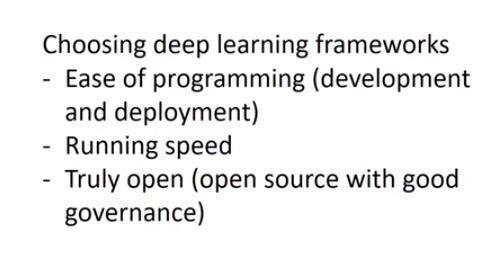 Choosing deep learning frameworks
- Ease of programming (development
and deployment)
- Running speed
- Truly open (open source with good
governance)